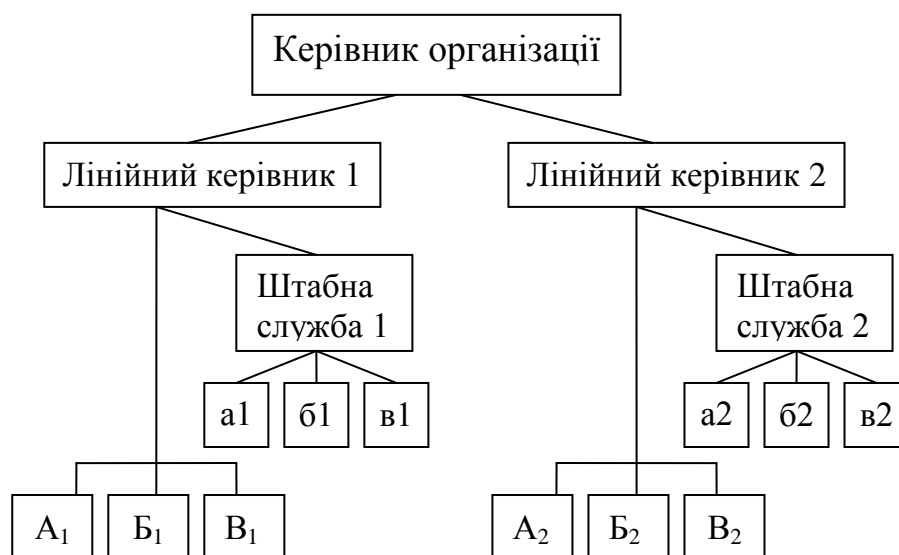 Керівник організації
Лінійний керівник 1
Лінійний керівник 2
Штабна
служба 1
Штабна
служба 2
а1
б1
в1
а2
б2
в2
А₁
Б₁
В₁
А₂
Б₂
В₂